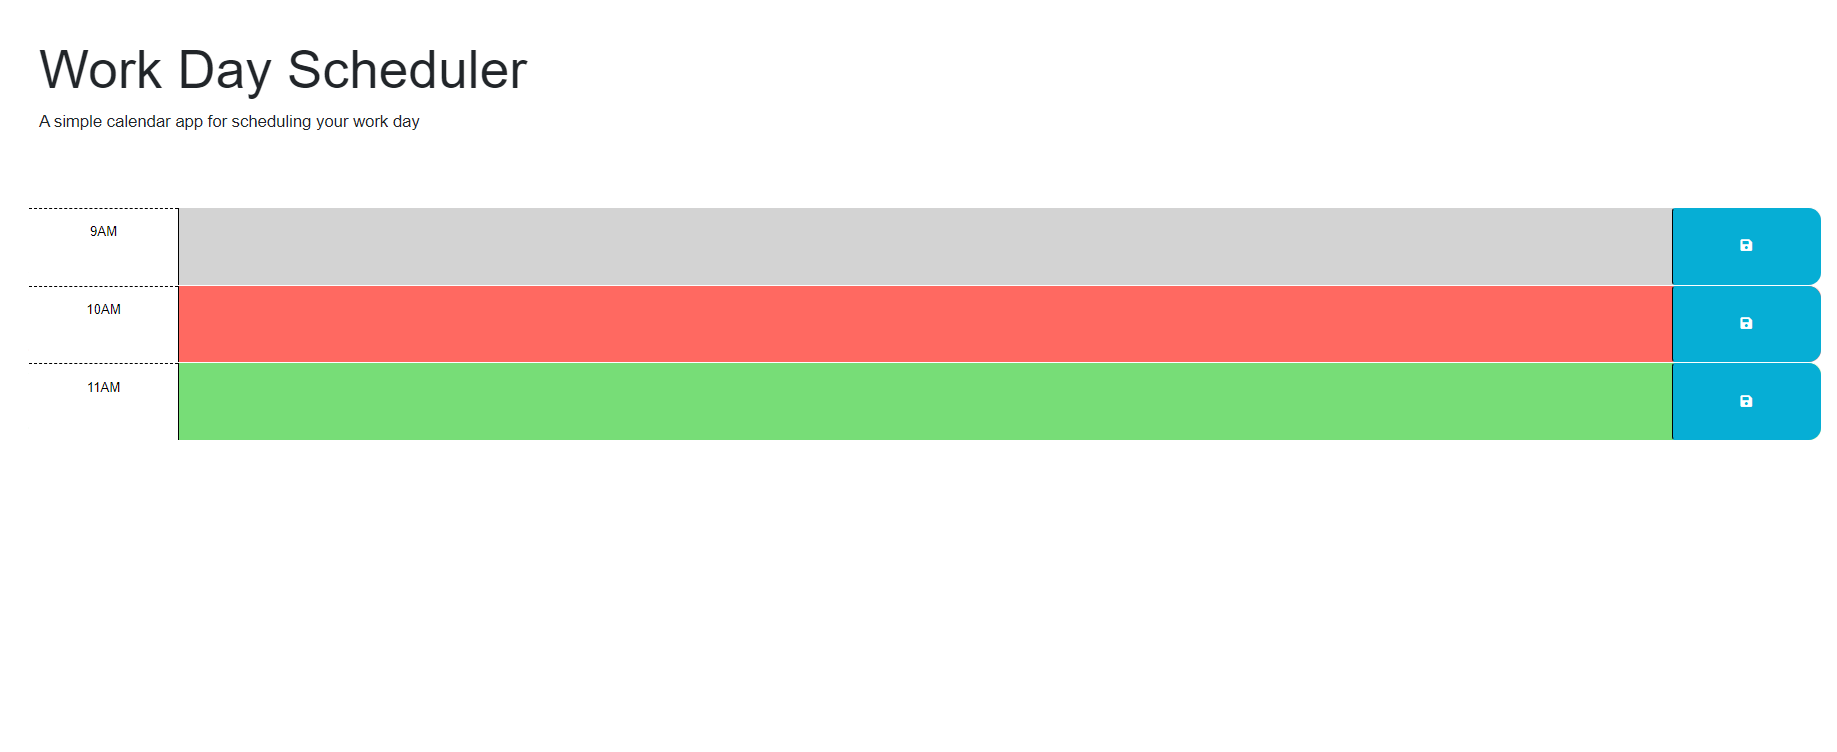 Work Day Scheduler
A simple calendar app for scheduling your work day
9AM
10AM
11AM